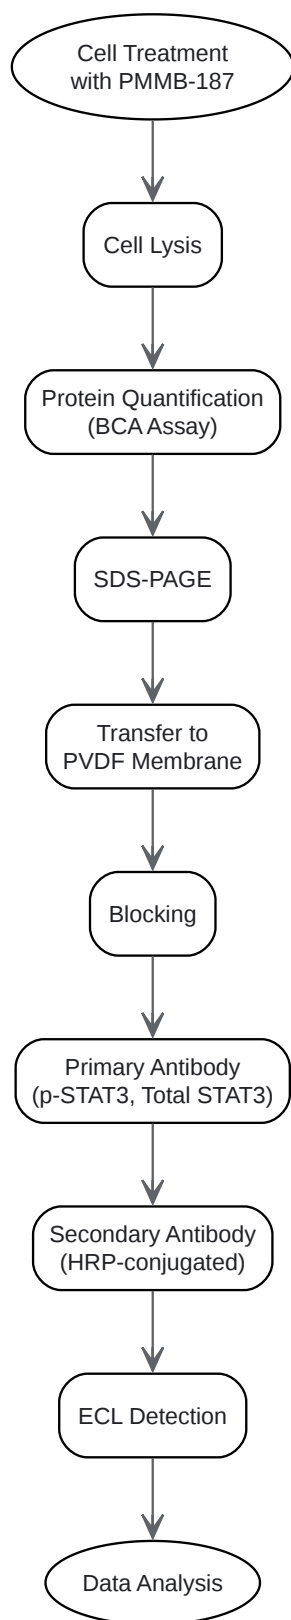 Cell Treatment
with PMMB-187
Cell Lysis
Protein Quantification
(BCA Assay)
SDS-PAGE
Transfer to
PVDF Membrane
Blocking
Primary Antibody
(p-STAT3, Total STAT3)
Secondary Antibody
(HRP-conjugated)
ECL Detection
Data Analysis